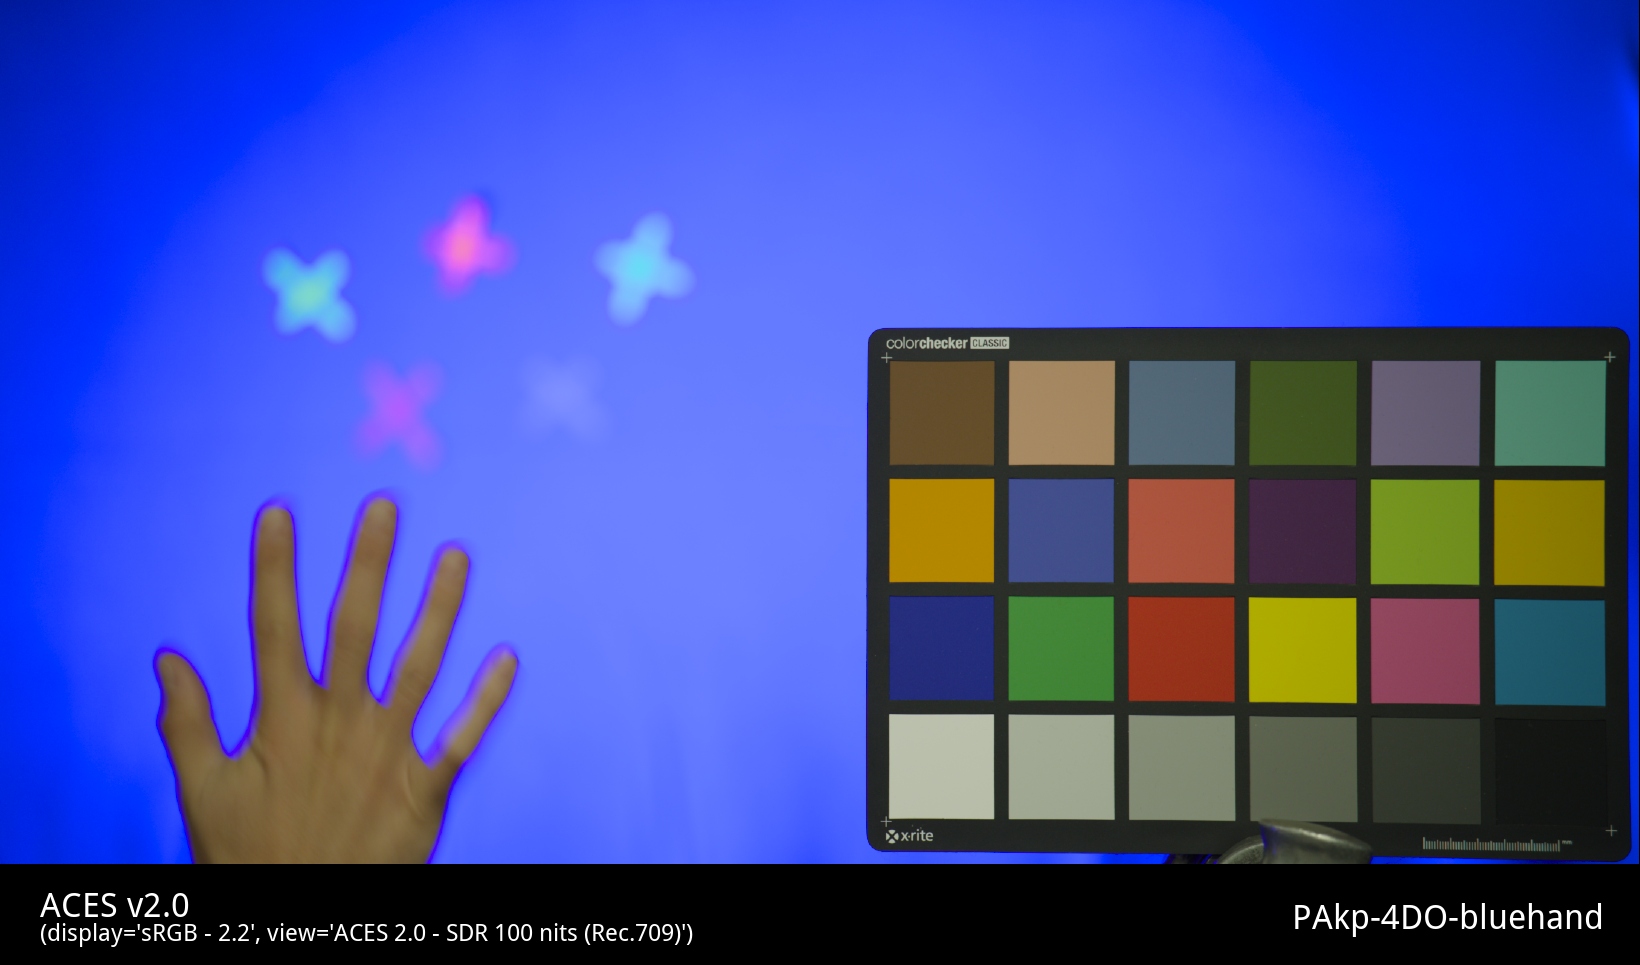 colorchecker CLASSIC
x-rite
mm
ACES v2.0
(display='sRGB - 2.2', view='ACES 2.0 - SDR 100 nits (Rec.709)')
PAkp-4DO-bluehand